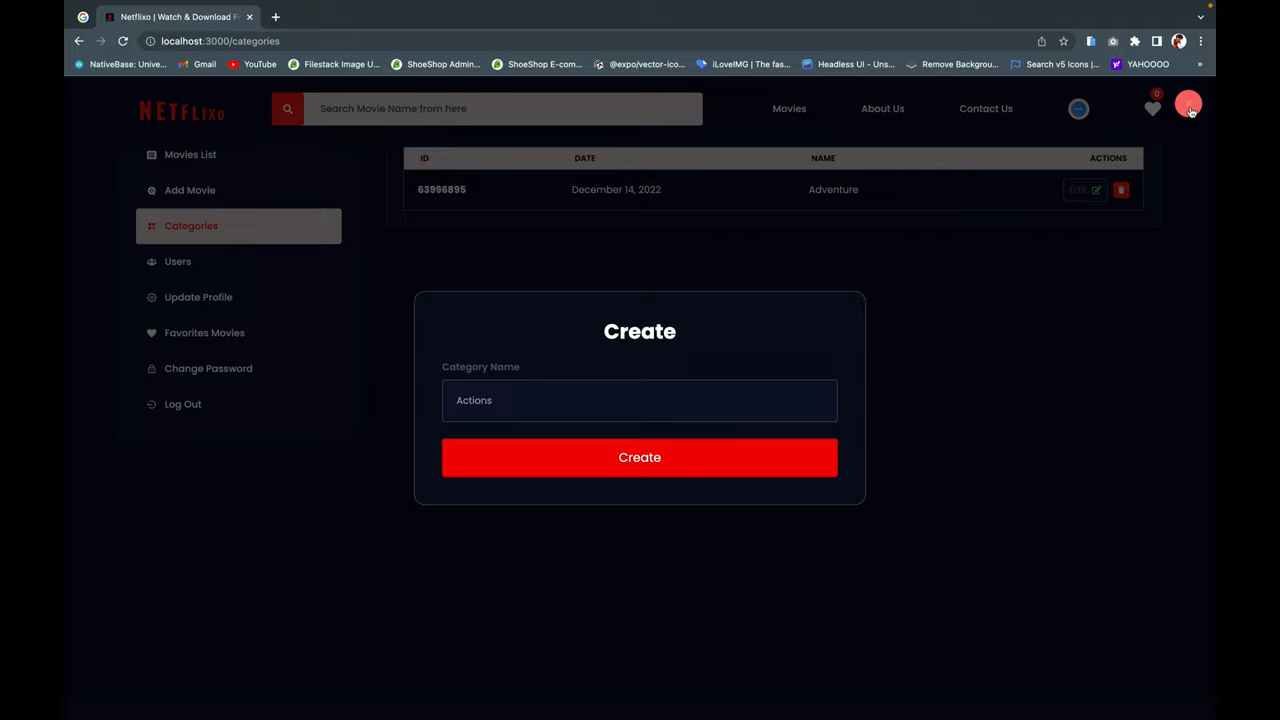 Netflixo | Watch & Download F
localhost:3000/categories
NativeBase: Unive... Gmail YouTube Filestack Image U... ShoeShop Admin... ShoeShop E-com... @expo/vector-ico... iLoveIMG | The fas... Headless UI - Uns... Remove Backgrou... Search v5 Icons |... YAHOOOO »
NETFLIXO Search Movie Name from here Movies About Us Contact Us 0
Movies List
Add Movie
Categories
Users
Update Profile
Favorites Movies
Change Password
Log Out
ID DATE NAME ACTIONS
63996895 December 14, 2022 Adventure Edit
Create
Category Name
Actions
Create